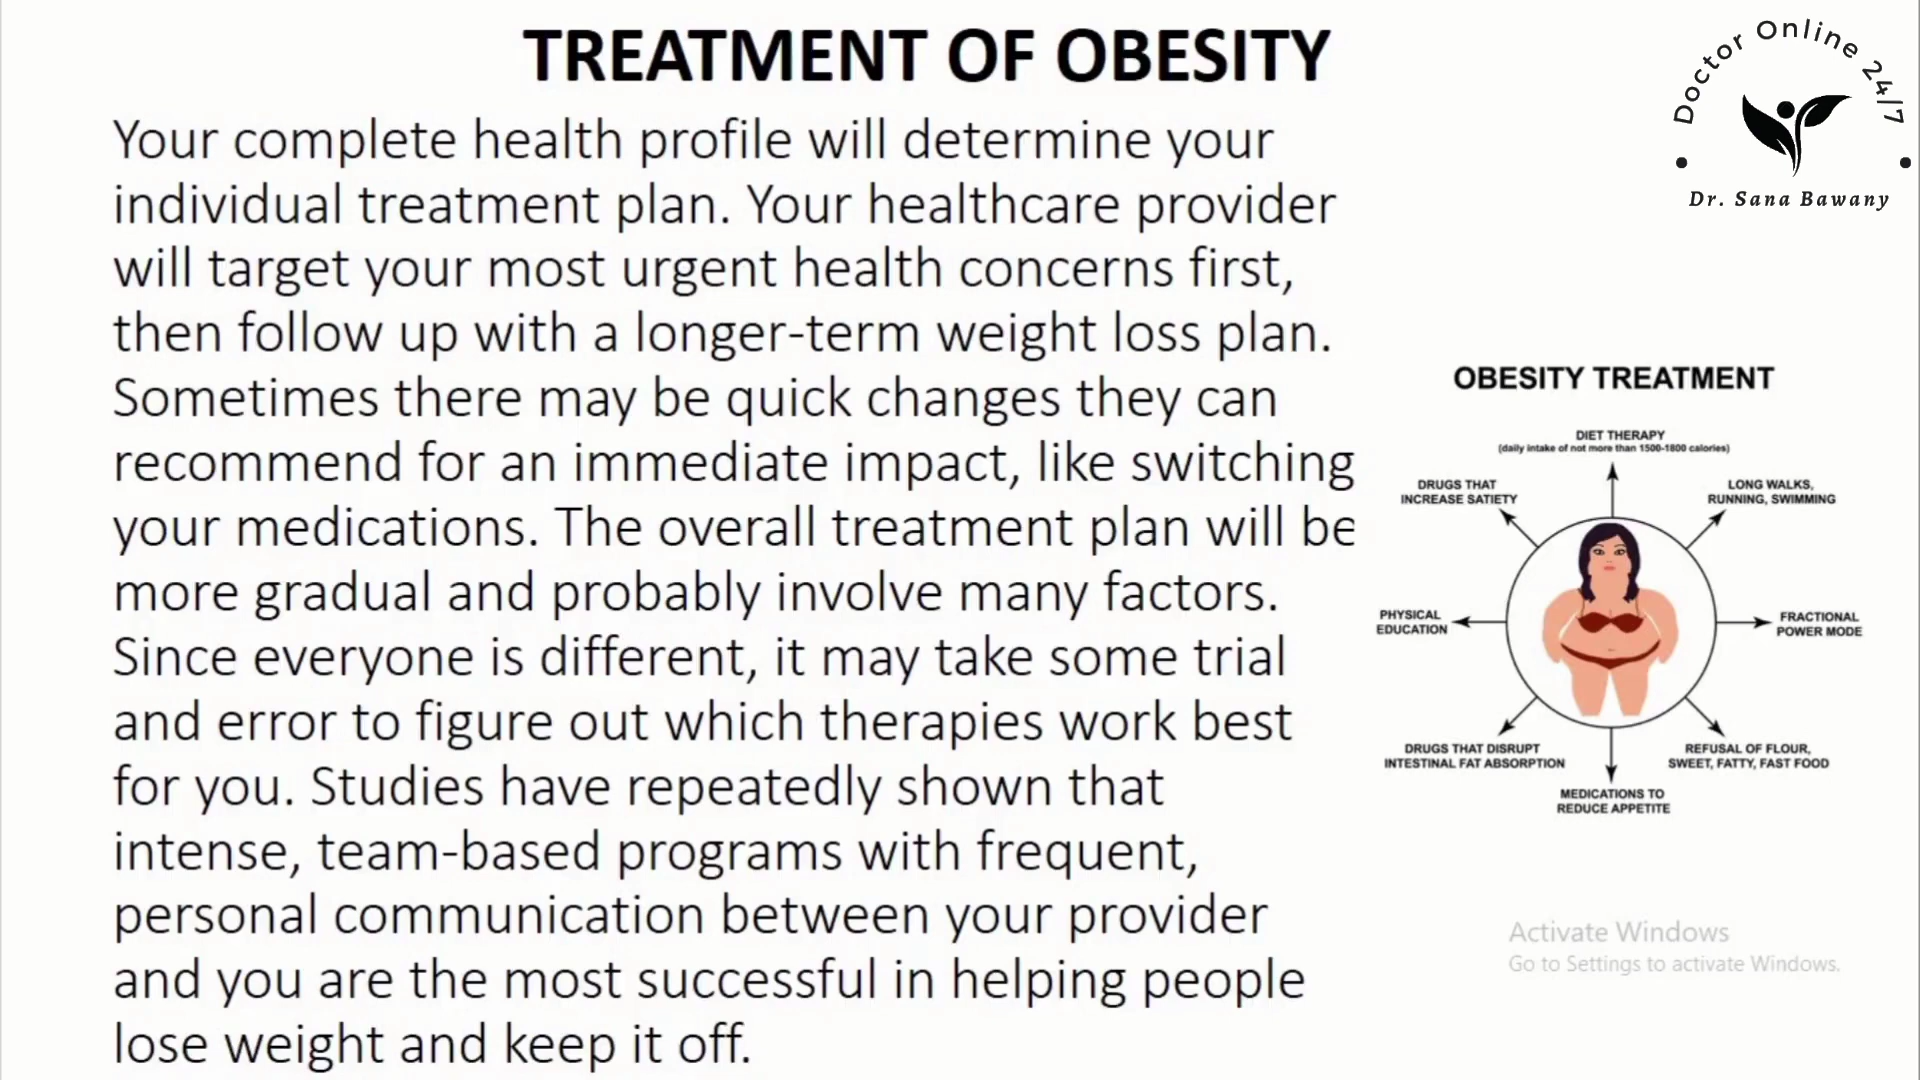 TREATMENT OF OBESITY
Your complete health profile will determine your
individual treatment plan. Your healthcare provider
will target your most urgent health concerns first,
then follow up with a longer-term weight loss plan.
Sometimes there may be quick changes they can
recommend for an immediate impact, like switching
your medications. The overall treatment plan will be
more gradual and probably involve many factors.
Since everyone is different, it may take some trial
and error to figure out which therapies work best
for you. Studies have repeatedly shown that
intense, team-based programs with frequent,
personal communication between your provider
and you are the most successful in helping people
lose weight and keep it off.
Doctor Online 24/7
Dr. Sana Bawany
OBESITY TREATMENT
DIET THERAPY
(daily intake of not more than 1500-1800 calories)
DRUGS THAT
INCREASE SATIETY
LONG WALKS,
RUNNING, SWIMMING
PHYSICAL
EDUCATION
FRACTIONAL
POWER MODE
DRUGS THAT DISRUPT
INTESTINAL FAT ABSORPTION
REFUSAL OF FLOUR,
SWEET, FATTY, FAST FOOD
MEDICATIONS TO
REDUCE APPETITE
Activate Windows
Go to Settings to activate Windows.